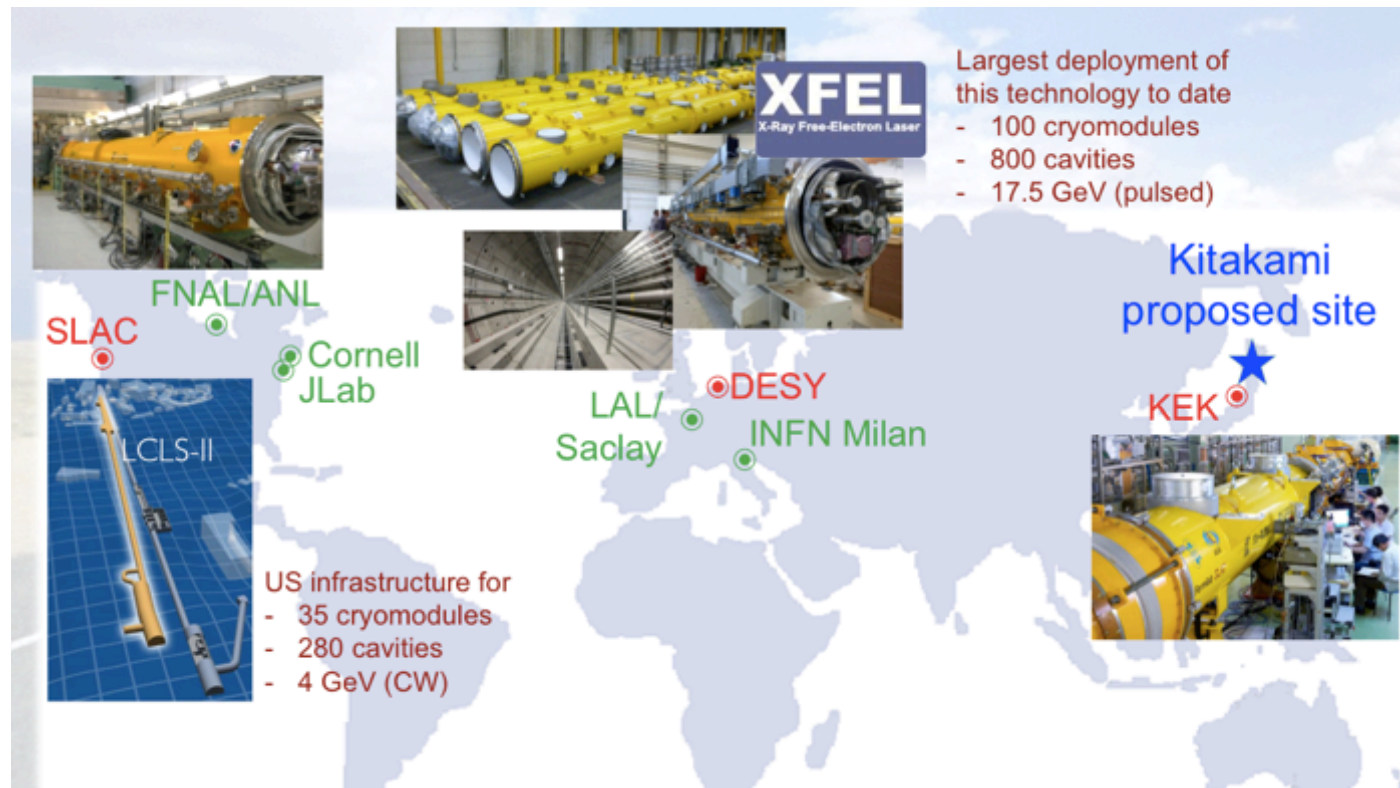 XFEL
X-Ray Free-Electron Laser
Largest deployment of
this technology to date
- 100 cryomodules
- 800 cavities
- 17.5 GeV (pulsed)
Kitakami
proposed site
FNAL/ANL
SLAC
Cornell
JLab
DESY
LAL/
Saclay
INFN Milan
KEK
LCLS-II
US infrastructure for
- 35 cryomodules
- 280 cavities
- 4 GeV (CW)